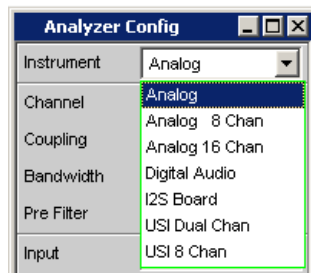 Analyzer Config
Instrument Analog
Channel Analog
Analog 8 Chan
Coupling Analog 16 Chan
Bandwidth Digital Audio
I2S Board
Pre Filter USI Dual Chan
Input USI 8 Chan